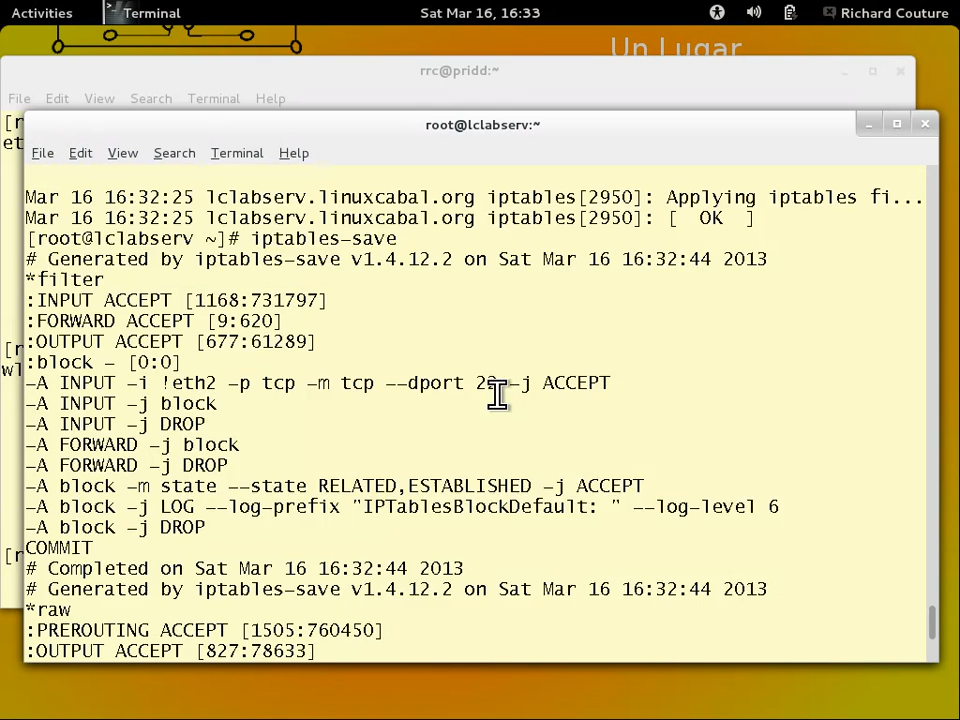 Activities Terminal Sat Mar 16, 16:33 Richard Couture
Un Lugar
rrc@pridd:~
File Edit View Search Terminal Help
root@lclabserv:~
File Edit View Search Terminal Help
Mar 16 16:32:25 lclabserv.linuxcabal.org iptables[2950]: Applying iptables fi...
Mar 16 16:32:25 lclabserv.linuxcabal.org iptables[2950]: [  OK  ]
[root@lclabserv ~]# iptables-save
# Generated by iptables-save v1.4.12.2 on Sat Mar 16 16:32:44 2013
*filter
:INPUT ACCEPT [1168:731797]
:FORWARD ACCEPT [9:620]
:OUTPUT ACCEPT [677:61289]
:block - [0:0]
-A INPUT -i !eth2 -p tcp -m tcp --dport -j ACCEPT
-A INPUT -j block
-A INPUT -j DROP
-A FORWARD -j block
-A FORWARD -j DROP
-A block -m state --state RELATED,ESTABLISHED -j ACCEPT
-A block -j LOG --log-prefix "IPTablesBlockDefault: " --log-level 6
-A block -j DROP
COMMIT
# Completed on Sat Mar 16 16:32:44 2013
# Generated by iptables-save v1.4.12.2 on Sat Mar 16 16:32:44 2013
*raw
:PREROUTING ACCEPT [1505:760450]
:OUTPUT ACCEPT [827:78633]